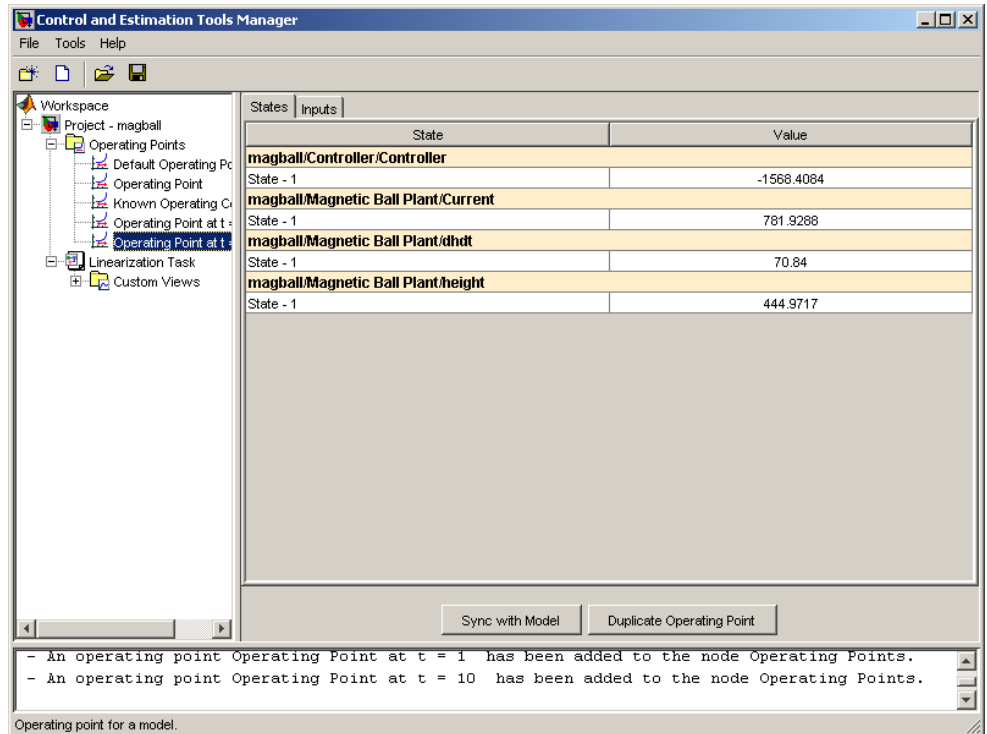 Control and Estimation Tools Manager
File Tools Help
Workspace
Project - magball
Operating Points
Default Operating Po
Operating Point
Known Operating C
Operating Point at t =
Operating Point at t =
Linearization Task
Custom Views
States Inputs
State Value
magball/Controller/Controller
State - 1 -1568.4084
magball/Magnetic Ball Plant/Current
State - 1 781.9288
magball/Magnetic Ball Plant/dhdt
State - 1 70.84
magball/Magnetic Ball Plant/height
State - 1 444.9717
Sync with Model Duplicate Operating Point
- An operating point Operating Point at t = 1 has been added to the node Operating Points.
- An operating point Operating Point at t = 10 has been added to the node Operating Points.
Operating point for a model.